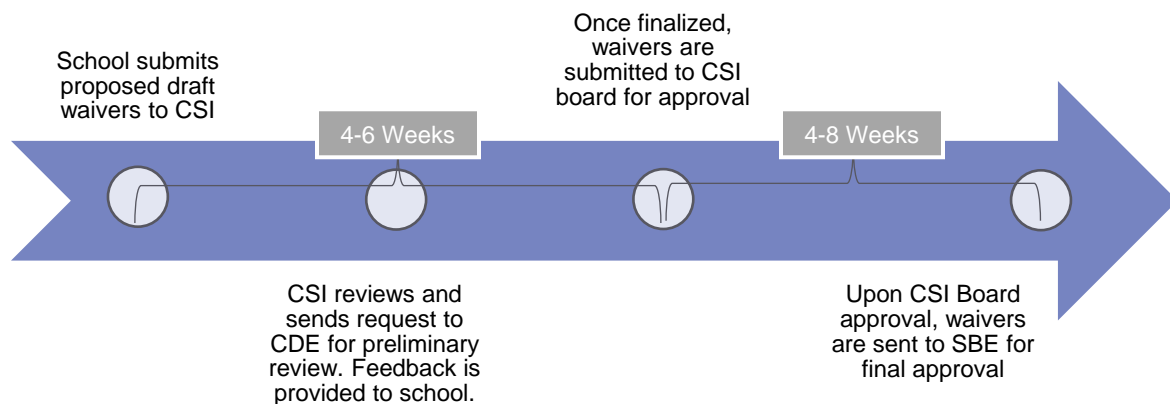 School submits
proposed draft
waivers to CSI
4-6 Weeks
CSI reviews and
sends request to
CDE for preliminary
review. Feedback is
provided to school.
Once finalized,
waivers are
submitted to CSI
board for approval
4-8 Weeks
Upon CSI Board
approval, waivers
are sent to SBE for
final approval